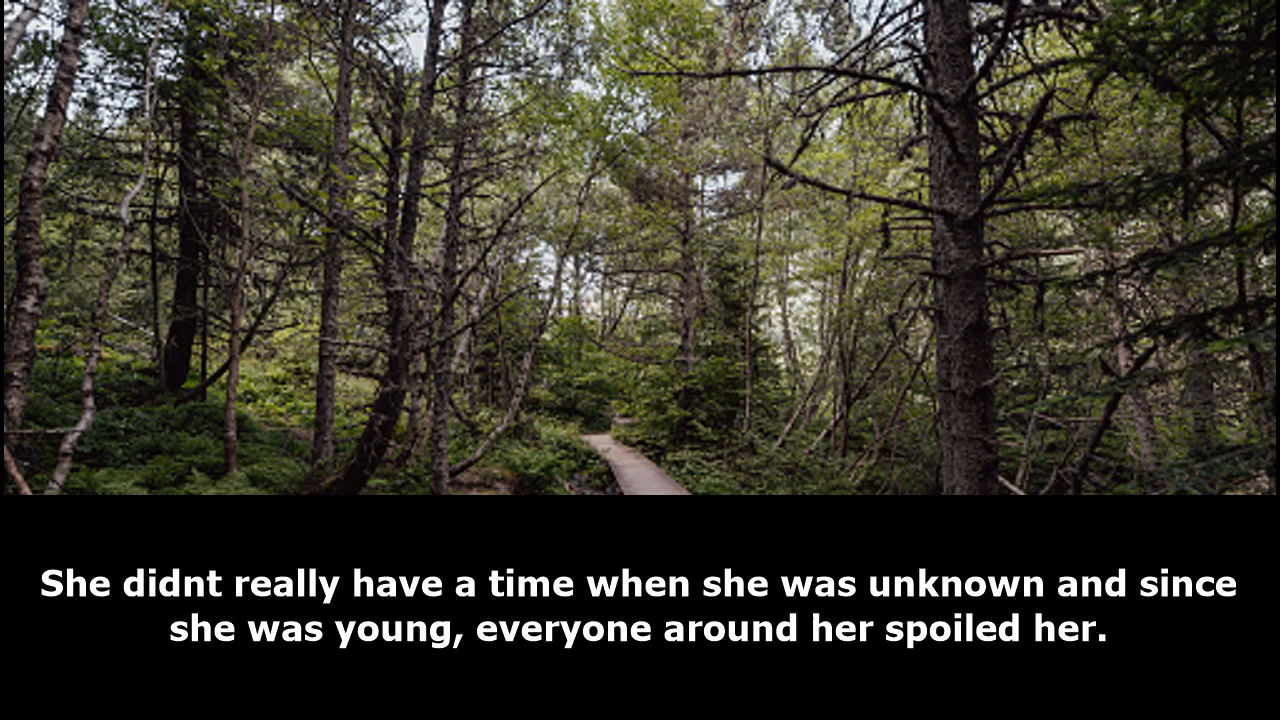 She didnt really have a time when she was unknown and since
she was young, everyone around her spoiled her.